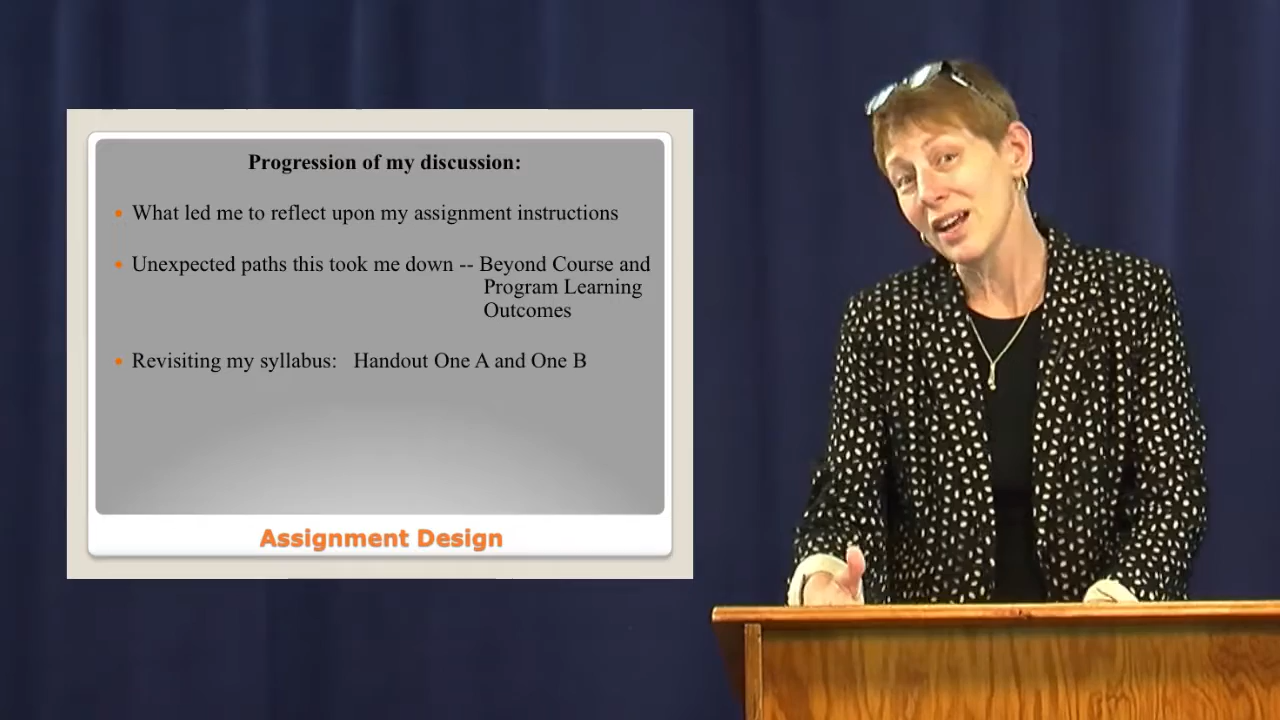 Progression of my discussion:
• What led me to reflect upon my assignment instructions
• Unexpected paths this took me down -- Beyond Course and
Program Learning
Outcomes
• Revisiting my syllabus: Handout One A and One B
Assignment Design